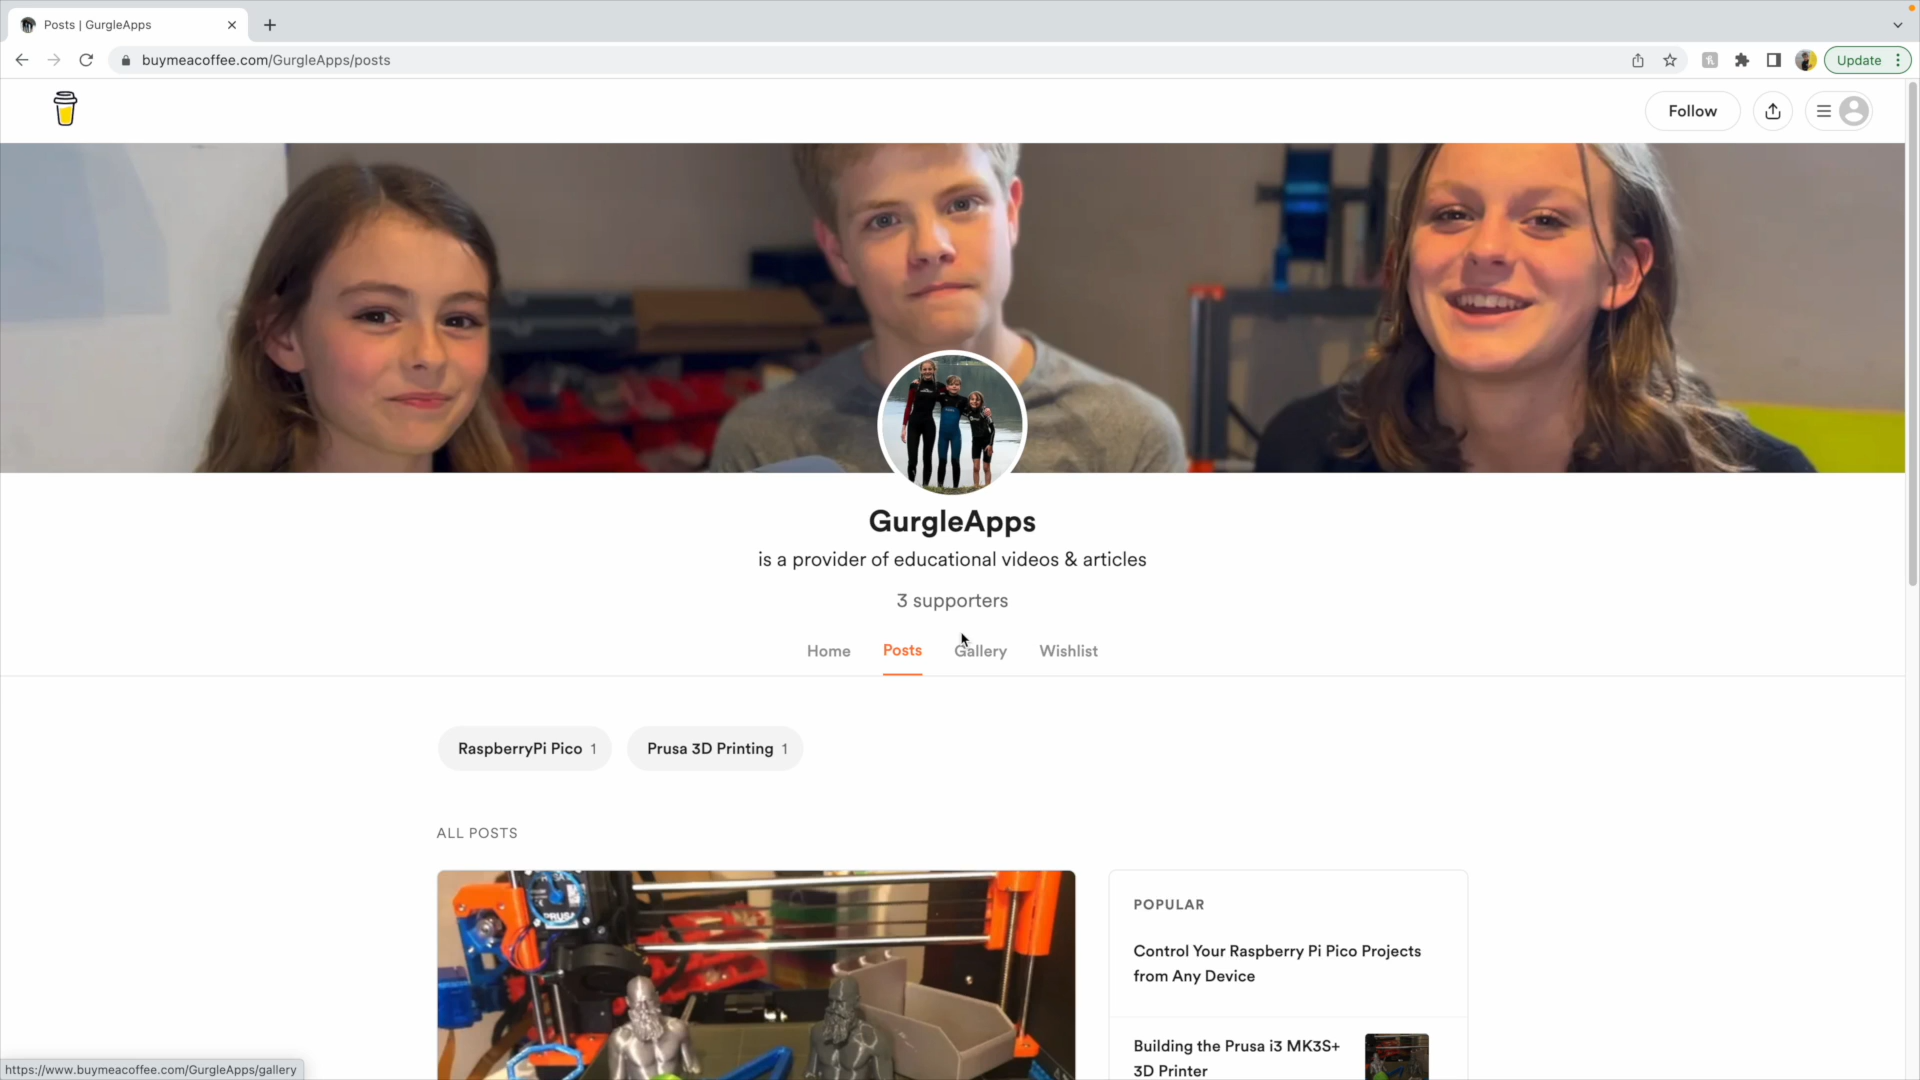 Posts | GurgleApps
buymeacoffee.com/GurgleApps/posts
Update
Follow
GurgleApps
is a provider of educational videos & articles
3 supporters
Home Posts Gallery Wishlist
RaspberryPi Pico 1 Prusa 3D Printing 1
ALL POSTS
PRUSA
POPULAR
Control Your Raspberry Pi Pico Projects
from Any Device
Building the Prusa i3 MK3S+
3D Printer
https://www.buymeacoffee.com/GurgleApps/gallery